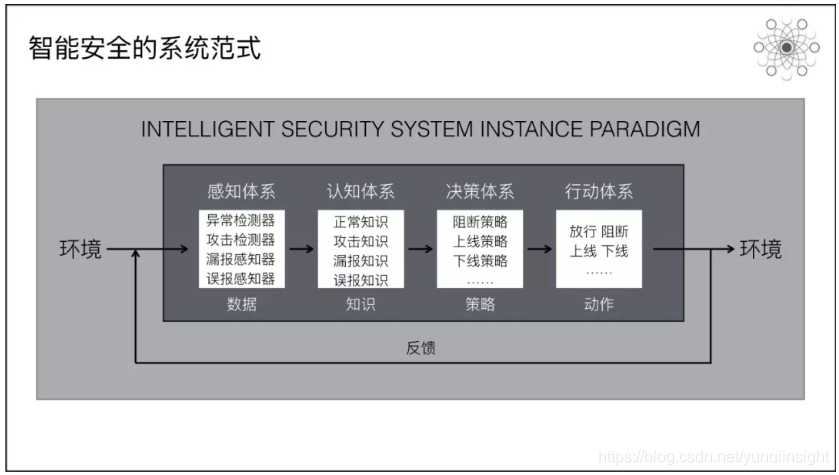 智能安全的系统范式
INTELLIGENT SECURITY SYSTEM INSTANCE PARADIGM
感知体系
认知体系
决策体系
行动体系
环境
异常检测器
攻击检测器
漏报感知器
误报感知器
正常知识
攻击知识
漏报知识
误报知识
阻断策略
上线策略
下线策略
……
放行 阻断
上线 下线
……
环境
数据
知识
策略
动作
反馈
https://blog.csdn.net/yunqiinsight